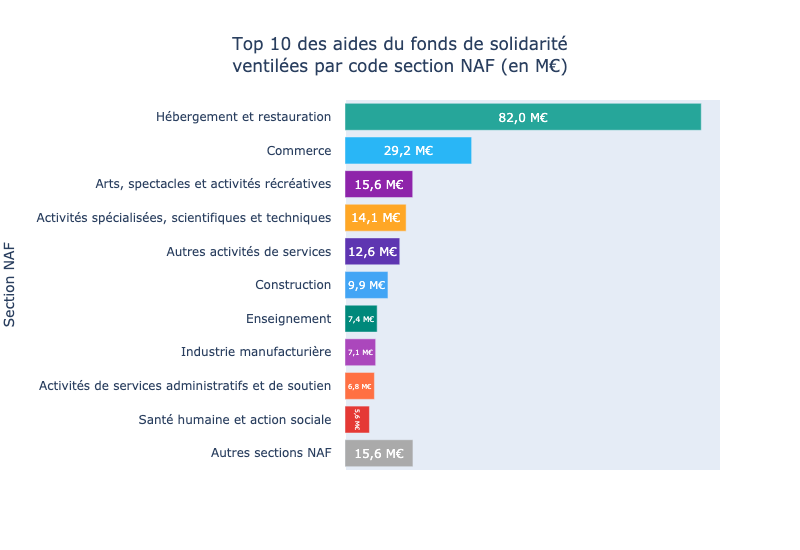 Top 10 des aides du fonds de solidarité
ventilées par code section NAF (en M€)
Section NAF
Hébergement et restauration 82,0 M€
Commerce 29,2 M€
Arts, spectacles et activités récréatives 15,6 M€
Activités spécialisées, scientifiques et techniques 14,1 M€
Autres activités de services 12,6 M€
Construction 9,9 M€
Enseignement 7,4 M€
Industrie manufacturière 7,1 M€
Activités de services administratifs et de soutien 6,8 M€
Santé humaine et action sociale 5,6 M€
Autres sections NAF 15,6 M€